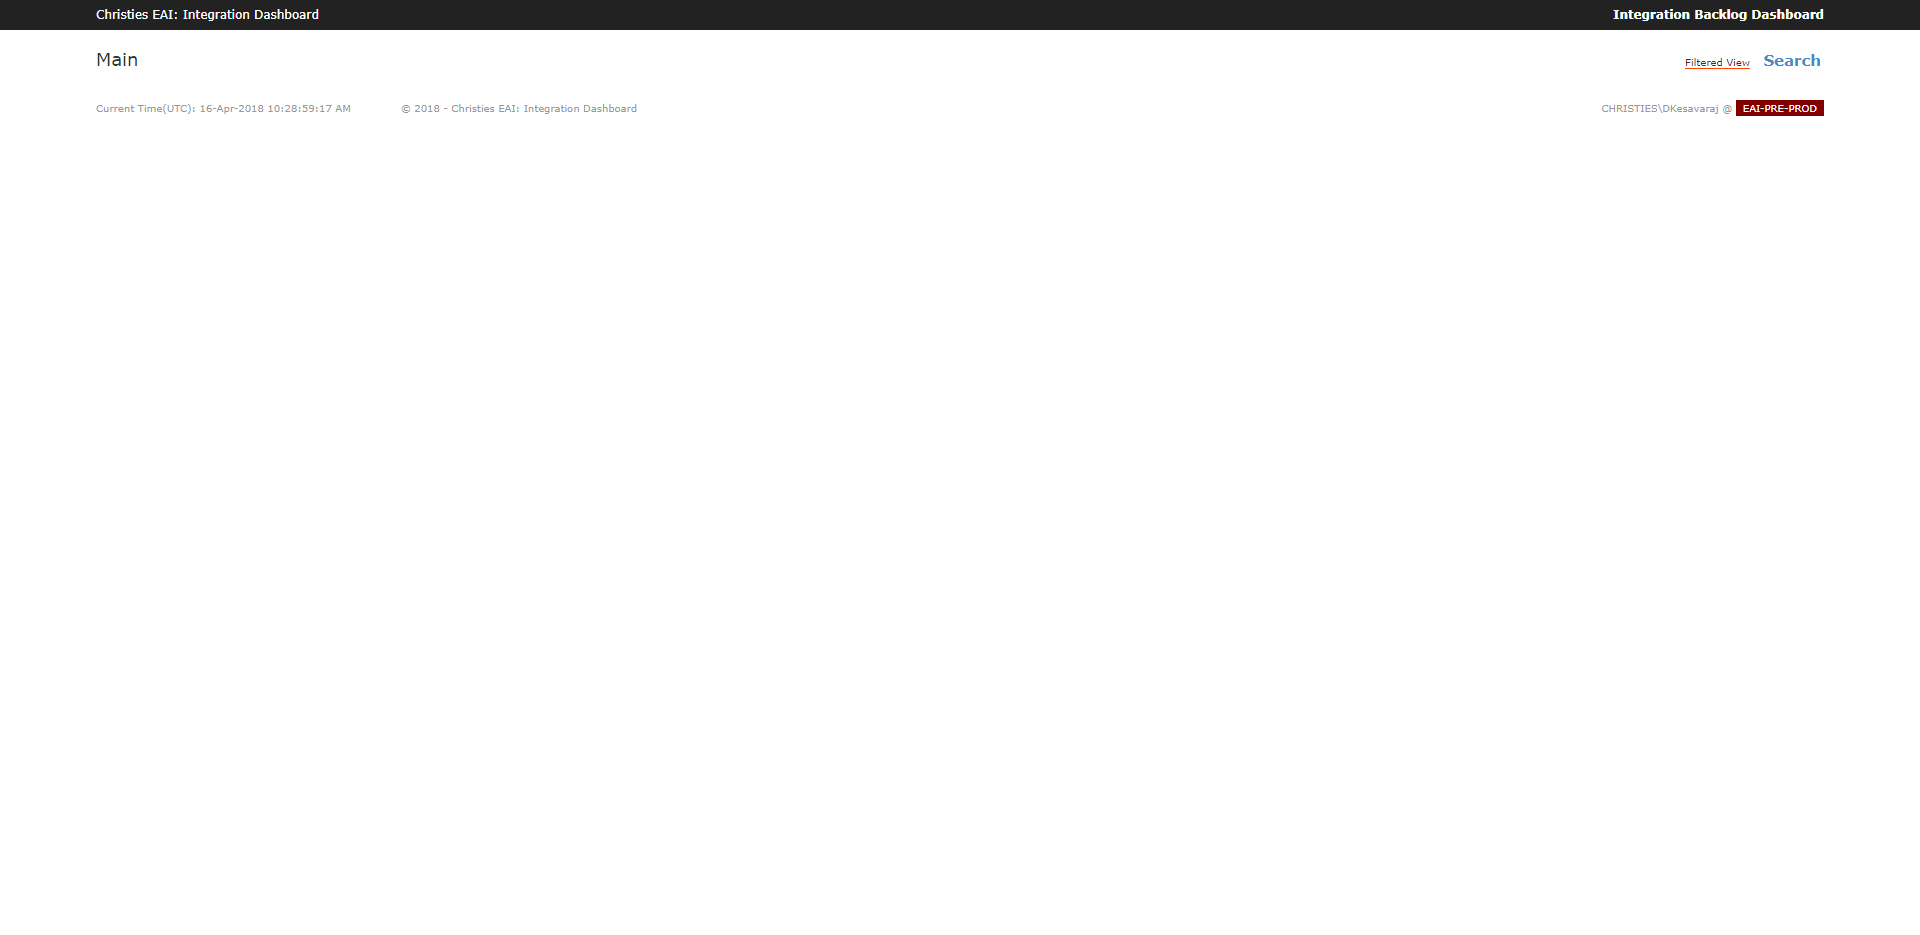 Christies EAI: Integration Dashboard Integration Backlog Dashboard
Main Filtered View Search
Current Time(UTC): 16-Apr-2018 10:28:59:17 AM © 2018 - Christies EAI: Integration Dashboard CHRISTIES\DKesavaraj @ EAI-PRE-PROD